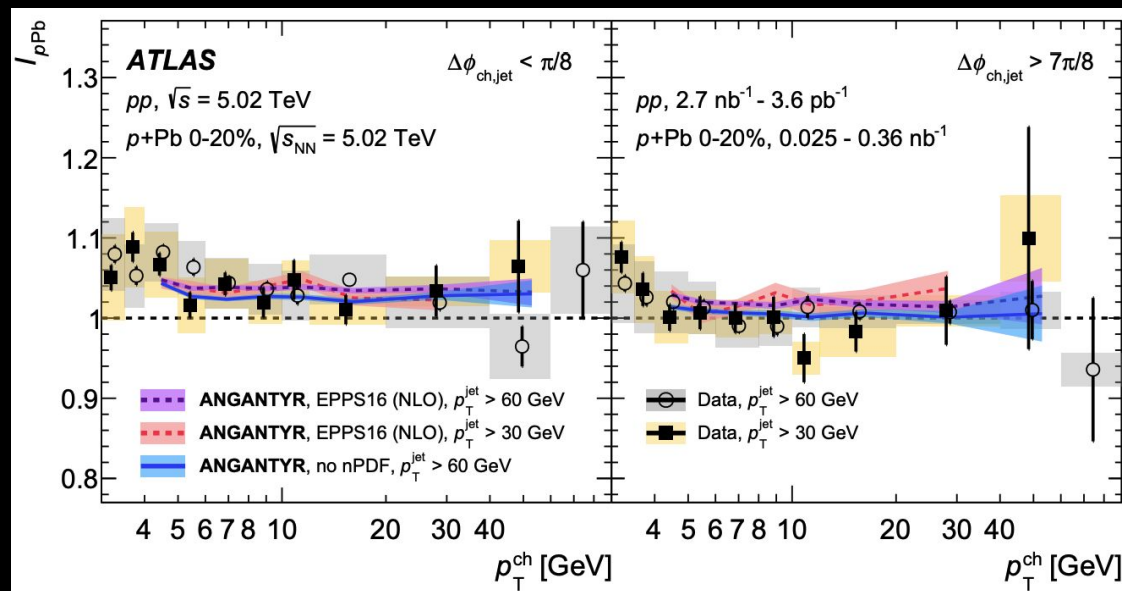 I_pPb
ATLAS
Δϕ_ch,jet < π/8
pp, √s = 5.02 TeV
p+Pb 0-20%, √s_NN = 5.02 TeV
Δϕ_ch,jet > 7π/8
pp, 2.7 nb⁻¹ - 3.6 pb⁻¹
p+Pb 0-20%, 0.025 - 0.36 nb⁻¹
1.3
1.2
1.1
1
0.9
0.8
ANGANTYR, EPPS16 (NLO), p_T^jet > 60 GeV
ANGANTYR, EPPS16 (NLO), p_T^jet > 30 GeV
ANGANTYR, no nPDF, p_T^jet > 60 GeV
Data, p_T^jet > 60 GeV
Data, p_T^jet > 30 GeV
4 5 6 7 8 10 20 30 40
4 5 6 7 8 10 20 30 40
p_T^ch [GeV]
p_T^ch [GeV]